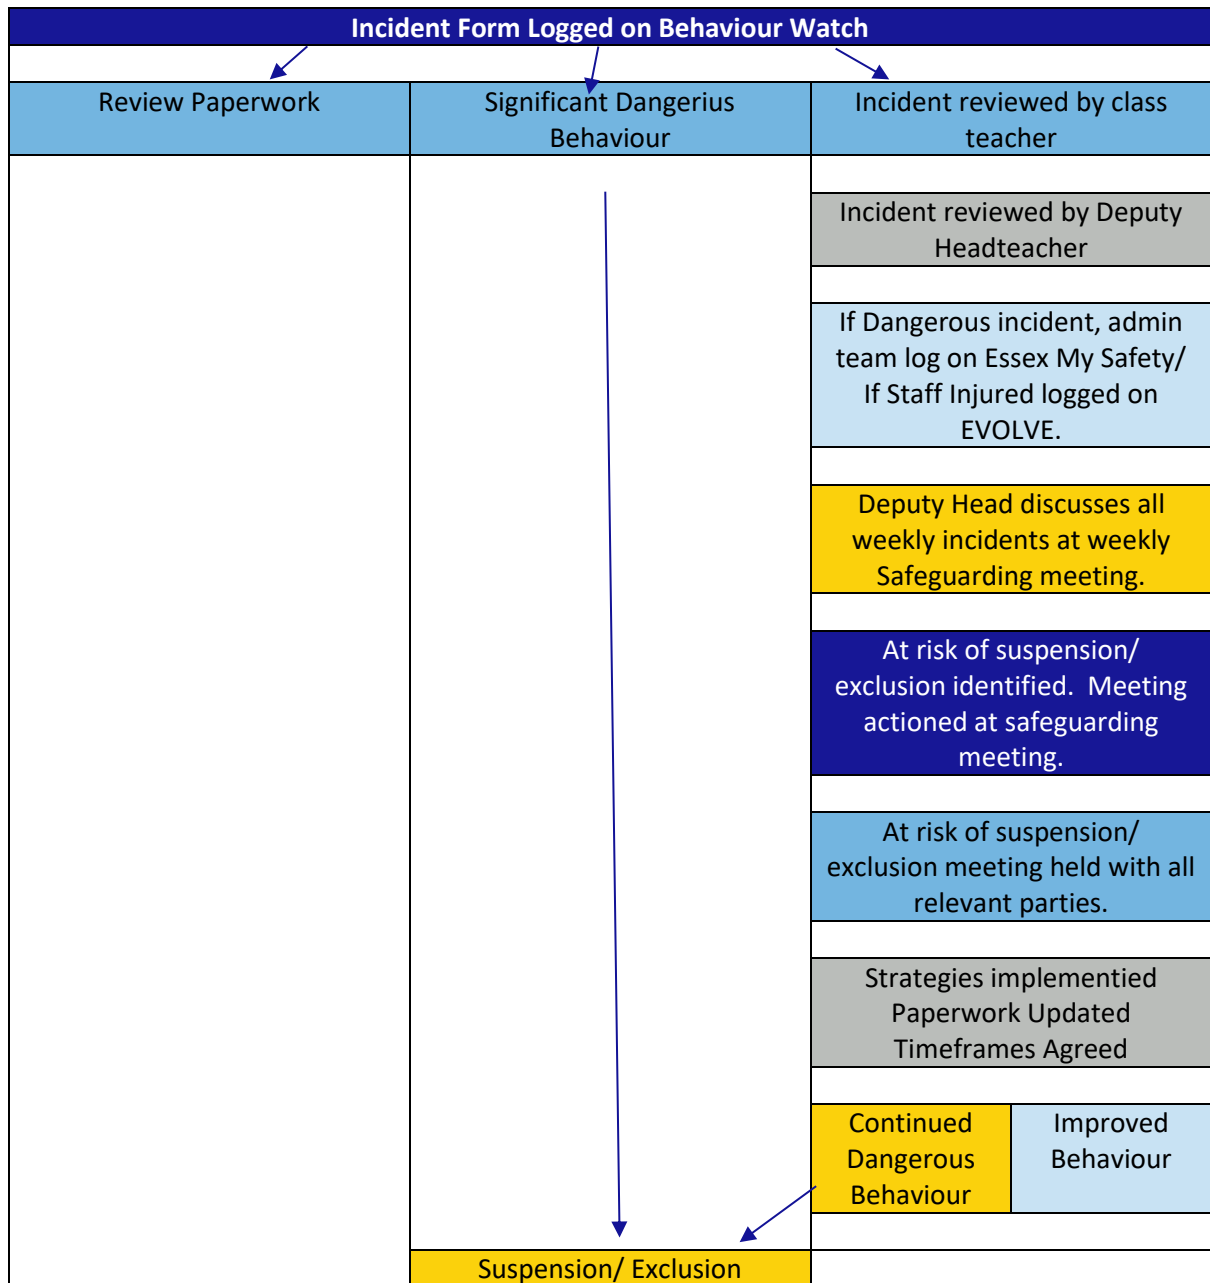 Incident Form Logged on Behaviour Watch
Review Paperwork
Significant Dangerius
Behaviour
Incident reviewed by class
teacher
Incident reviewed by Deputy
Headteacher
If Dangerous incident, admin
team log on Essex My Safety/
If Staff Injured logged on
EVOLVE.
Deputy Head discusses all
weekly incidents at weekly
Safeguarding meeting.
At risk of suspension/
exclusion identified.  Meeting
actioned at safeguarding
meeting.
At risk of suspension/
exclusion meeting held with all
relevant parties.
Strategies implementied
Paperwork Updated
Timeframes Agreed
Continued
Dangerous
Behaviour
Improved
Behaviour
Suspension/ Exclusion